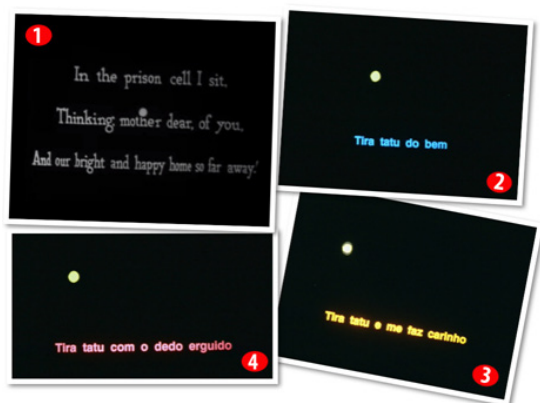 1
In the prison cell I sit,
Thinking mother dear, of you,
And our bright and happy home so far away.'
Tira tatu do bem
2
Tira tatu com o dedo erguido
4
Tira tatu e me faz carinho
3